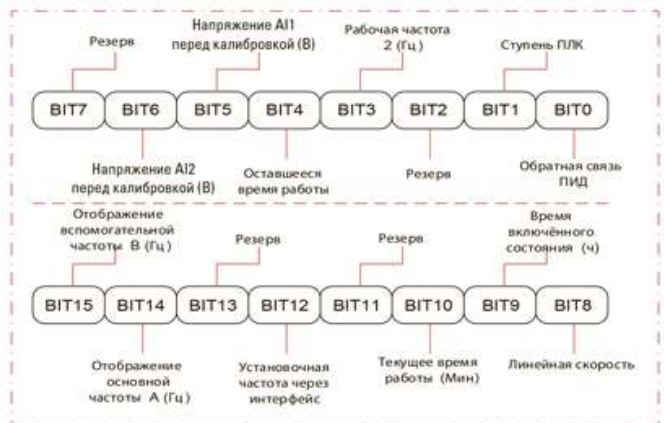 Резерв
Напряжение AI1
перед калибровкой (В)
Рабочая частота
2 (Гц)
Ступень ПЛК
BIT7 BIT6 BIT5 BIT4 BIT3 BIT2 BIT1 BIT0
Напряжение AI2
перед калибровкой (В)
Оставшееся
время работы
Резерв
Обратная связь
ПИД
Отображение
вспомогательной
частоты В (Гц)
Резерв
Резерв
Время
включённого
состояния (ч)
BIT15 BIT14 BIT13 BIT12 BIT11 BIT10 BIT9 BIT8
Отображение
основной
частоты А (Гц)
Установочная
частота через
интерфейс
Текущее время
работы (Мин)
Линейная скорость